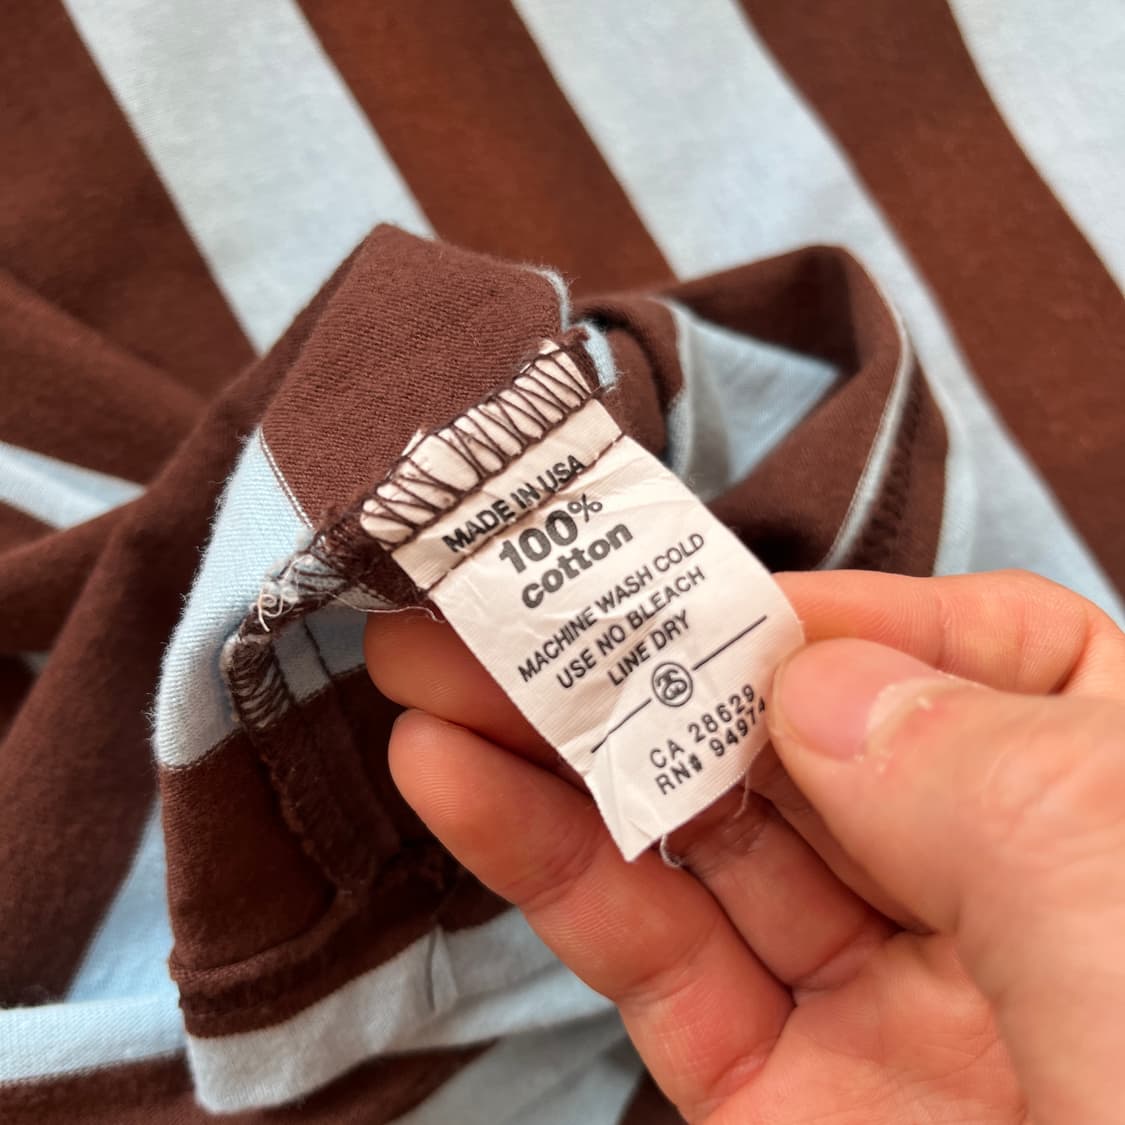 MADE IN USA
100%
cotton
MACHINE WASH COLD
USE NO BLEACH
LINE DRY
CA 28629
RN# 94974